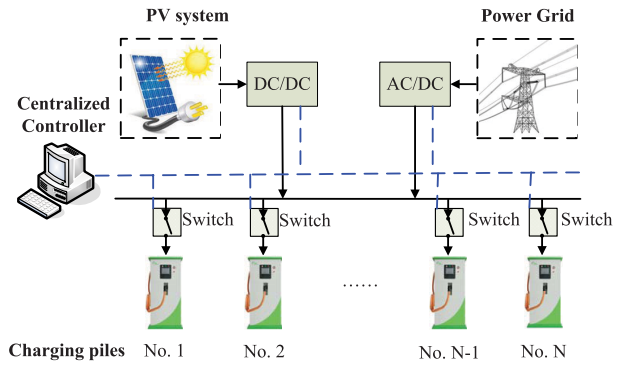 PV system
Power Grid
DC/DC
AC/DC
Centralized
Controller
Switch
Switch
Switch
Switch
......
Charging piles
No. 1
No. 2
No. N-1
No. N